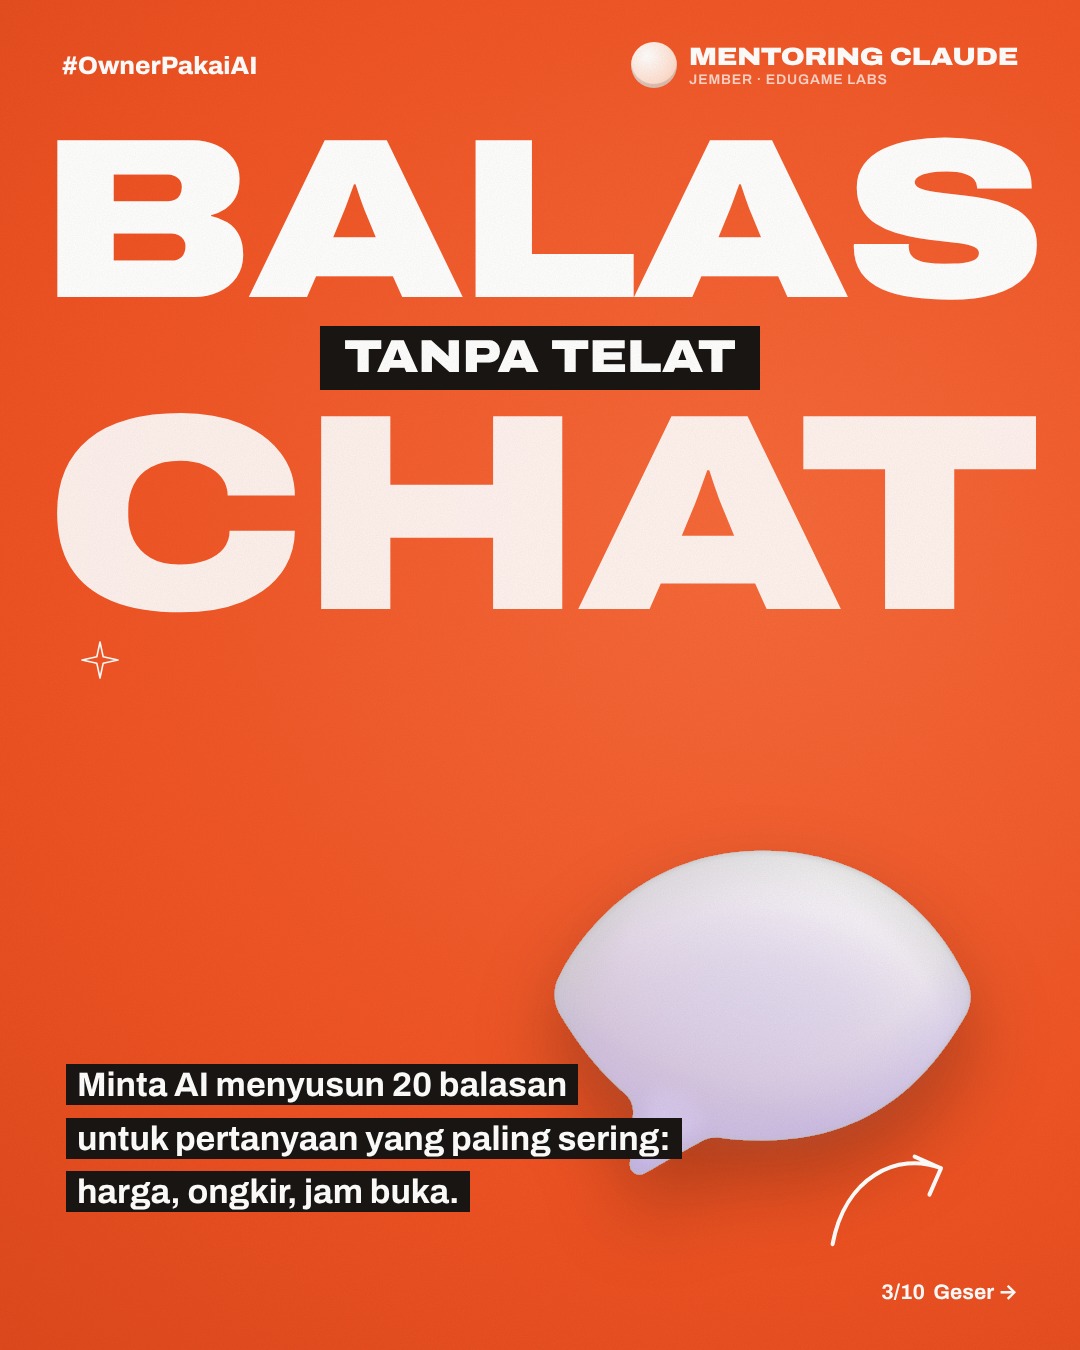 #OwnerPakaiAI
MENTORING CLAUDE
JEMBER · EDUGAME LABS
BALAS
TANPA TELAT
CHAT
Minta AI menyusun 20 balasan
untuk pertanyaan yang paling sering:
harga, ongkir, jam buka.
3/10 Geser →